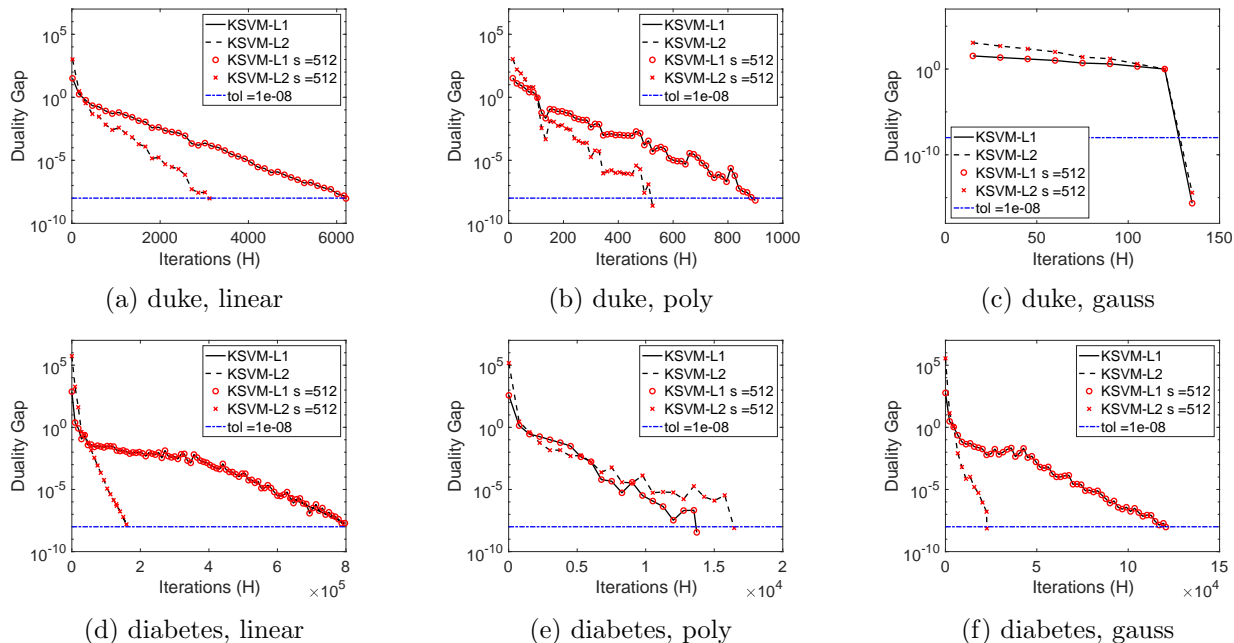 10^5
10^0
10^-5
10^-10
Duality Gap
0 2000 4000 6000
Iterations (H)
KSVM-L1
KSVM-L2
KSVM-L1 s =512
KSVM-L2 s =512
tol =1e-08
(a) duke, linear
10^5
10^0
10^-5
10^-10
Duality Gap
0 200 400 600 800 1000
Iterations (H)
KSVM-L1
KSVM-L2
KSVM-L1 s =512
KSVM-L2 s =512
tol =1e-08
(b) duke, poly
10^0
10^-10
Duality Gap
0 50 100 150
Iterations (H)
KSVM-L1
KSVM-L2
KSVM-L1 s =512
KSVM-L2 s =512
tol =1e-08
(c) duke, gauss
10^5
10^0
10^-5
10^-10
Duality Gap
0 2 4 6 8
Iterations (H)
×10^5
KSVM-L1
KSVM-L2
KSVM-L1 s =512
KSVM-L2 s =512
tol =1e-08
(d) diabetes, linear
10^5
10^0
10^-5
10^-10
Duality Gap
0 0.5 1 1.5 2
Iterations (H)
×10^4
KSVM-L1
KSVM-L2
KSVM-L1 s =512
KSVM-L2 s =512
tol =1e-08
(e) diabetes, poly
10^5
10^0
10^-5
10^-10
Duality Gap
0 5 10 15
Iterations (H)
×10^4
KSVM-L1
KSVM-L2
KSVM-L1 s =512
KSVM-L2 s =512
tol =1e-08
(f) diabetes, gauss